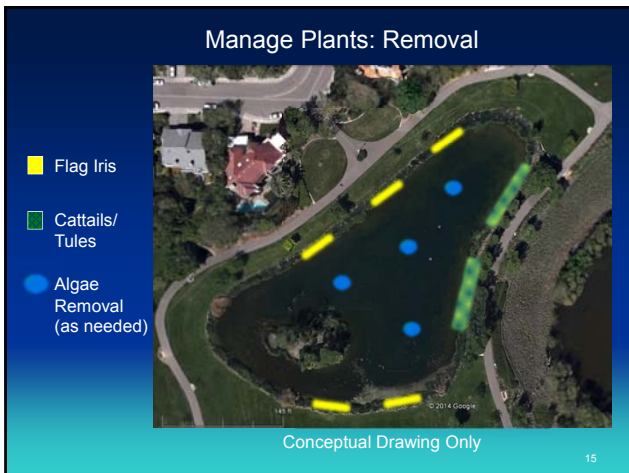 Manage Plants: Removal
Flag Iris
Cattails/
Tules
Algae
Removal
(as needed)
145 ft
© 2014 Google
Conceptual Drawing Only
15